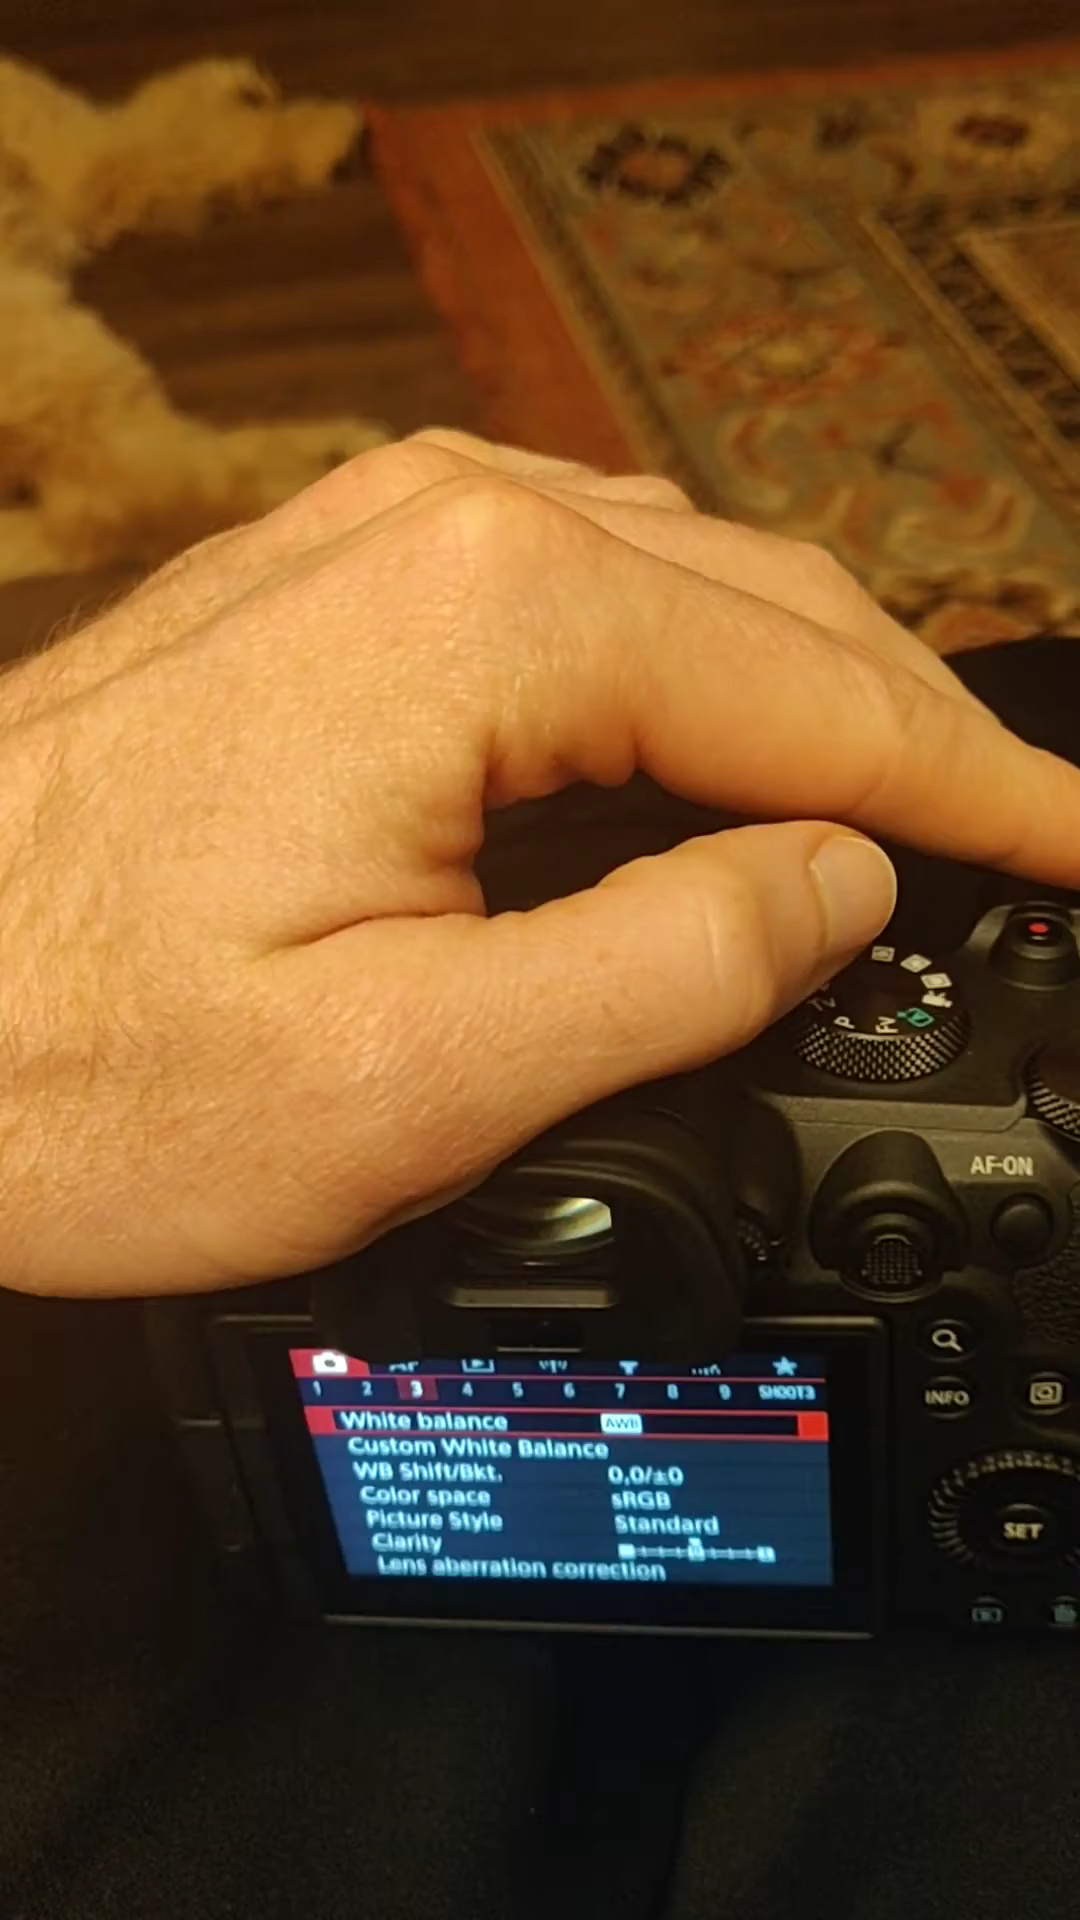 Tv
P
Fv
AF-ON
1 2 3 4 5 6 7 8 9 SHOOT3
INFO
White balance AWB
Custom White Balance
WB Shift/Bkt. 0,0/±0
Color space sRGB
Picture Style Standard
Clarity
Lens aberration correction
SET